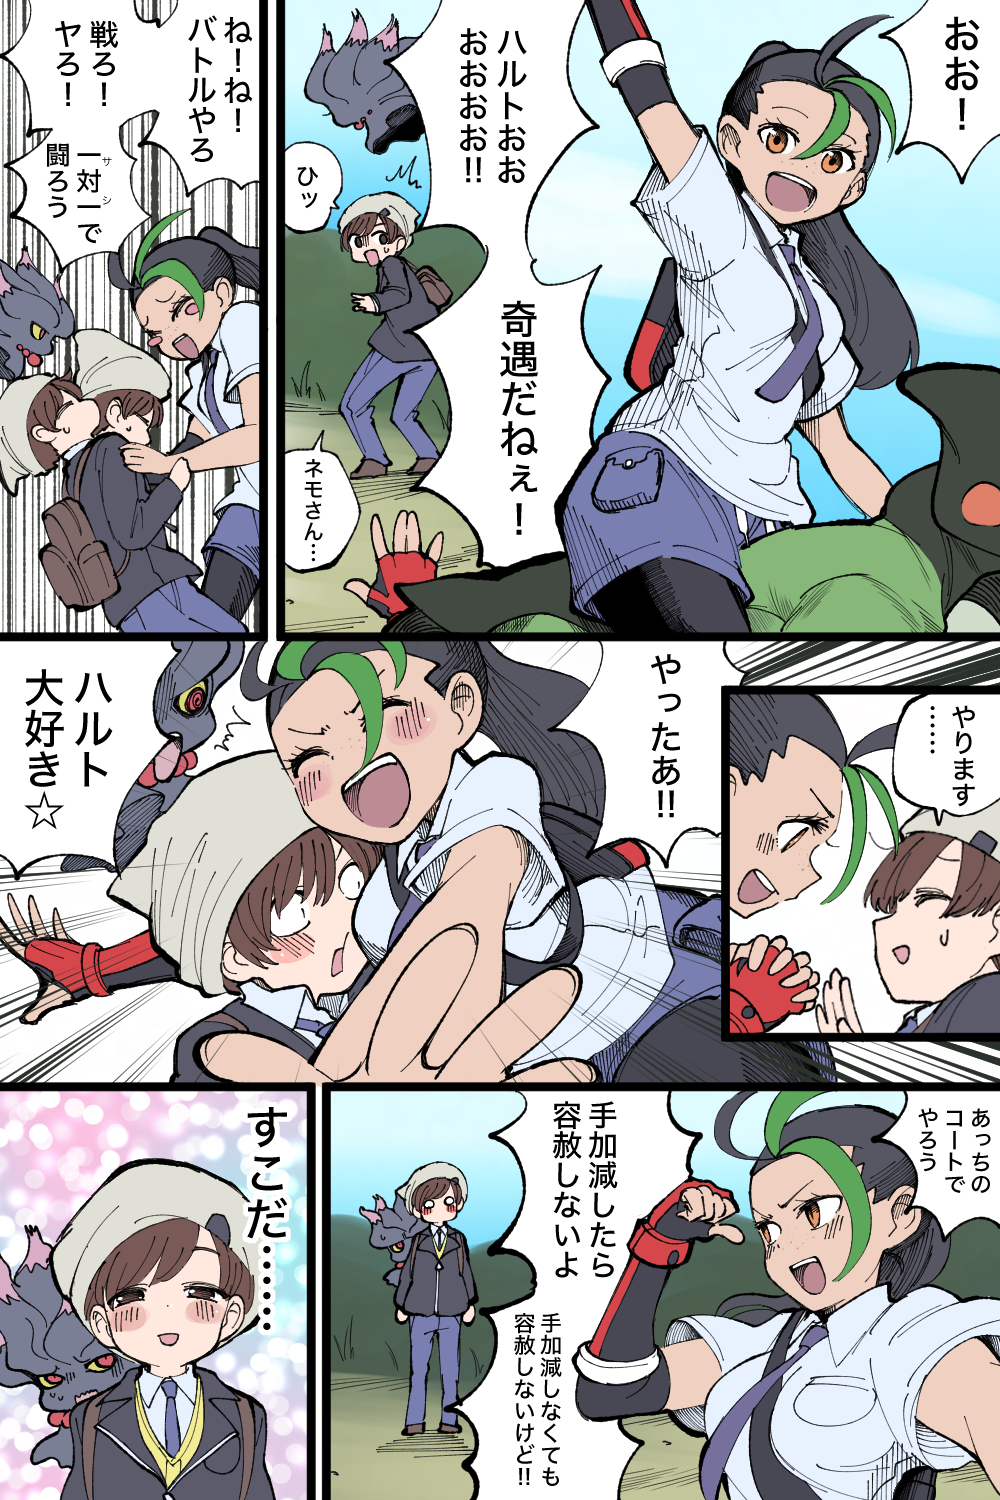 おお！
ハルトおお
おおおお!!
奇遇だねぇ！
ひッ
ネモさん…
ね！ね！
バトルやろ
戦ろ！
ヤろ！
一対一で
サシ
闘ろう
やります
……
やったあ!!
ハルト
大好き☆
あっちの
コートで
やろう
手加減したら
容赦しないよ
手加減しなくても
容赦しないけど!!
すこだ……